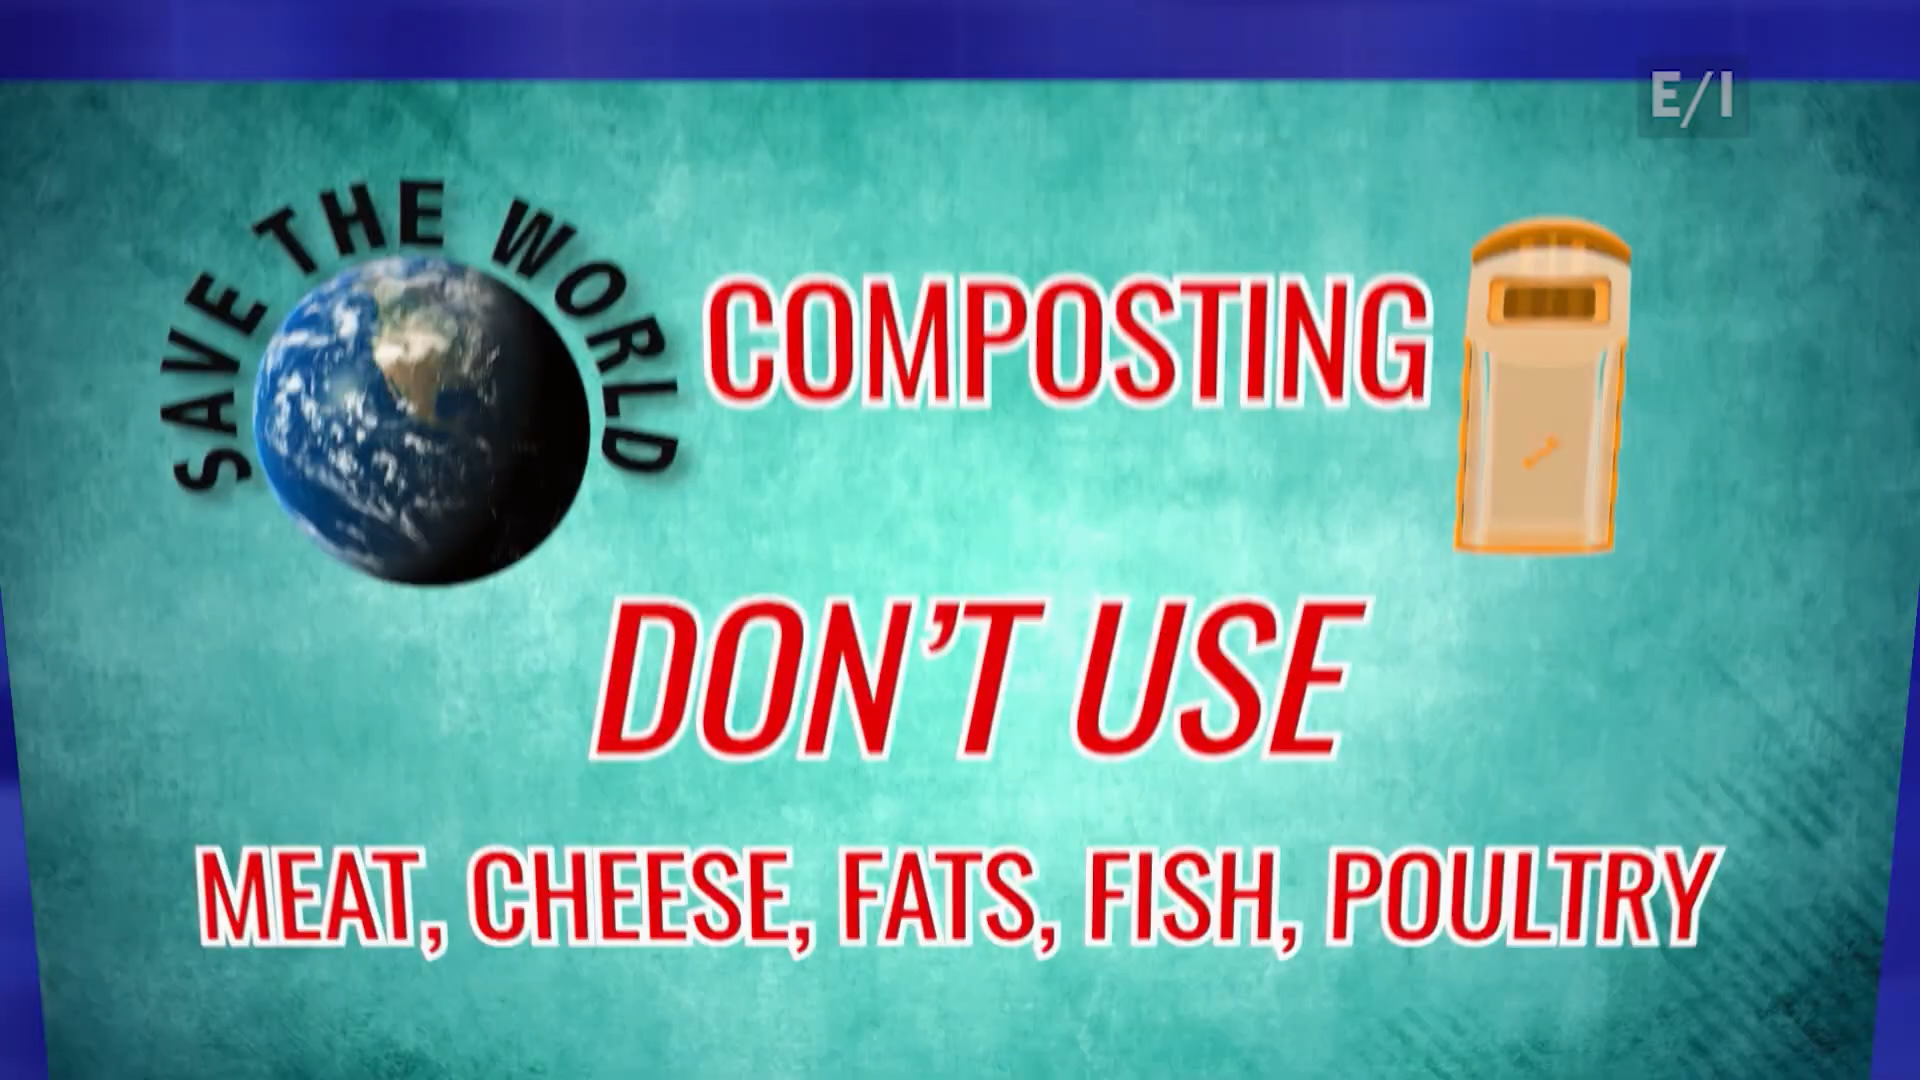 E/I
SAVE THE WORLD
COMPOSTING
DON'T USE
MEAT, CHEESE, FATS, FISH, POULTRY